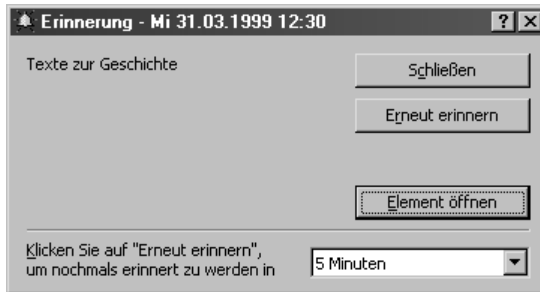 Erinnerung - Mi 31.03.1999 12:30
Texte zur Geschichte
Schließen
Erneut erinnern
Element öffnen
Klicken Sie auf "Erneut erinnern",
um nochmals erinnert zu werden in
5 Minuten